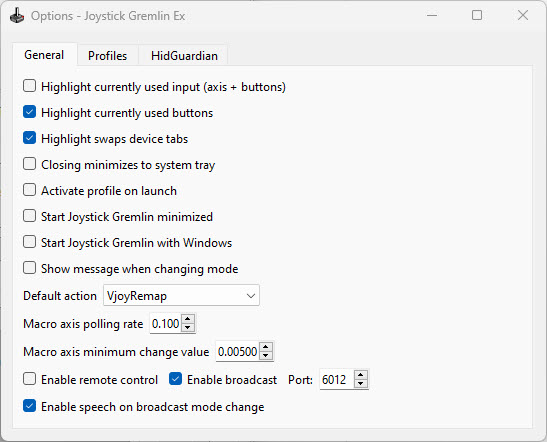 Options - Joystick Gremlin Ex
General Profiles HidGuardian
Highlight currently used input (axis + buttons)
Highlight currently used buttons
Highlight swaps device tabs
Closing minimizes to system tray
Activate profile on launch
Start Joystick Gremlin minimized
Start Joystick Gremlin with Windows
Show message when changing mode
Default action VjoyRemap
Macro axis polling rate 0.100
Macro axis minimum change value 0.00500
Enable remote control Enable broadcast Port: 6012
Enable speech on broadcast mode change